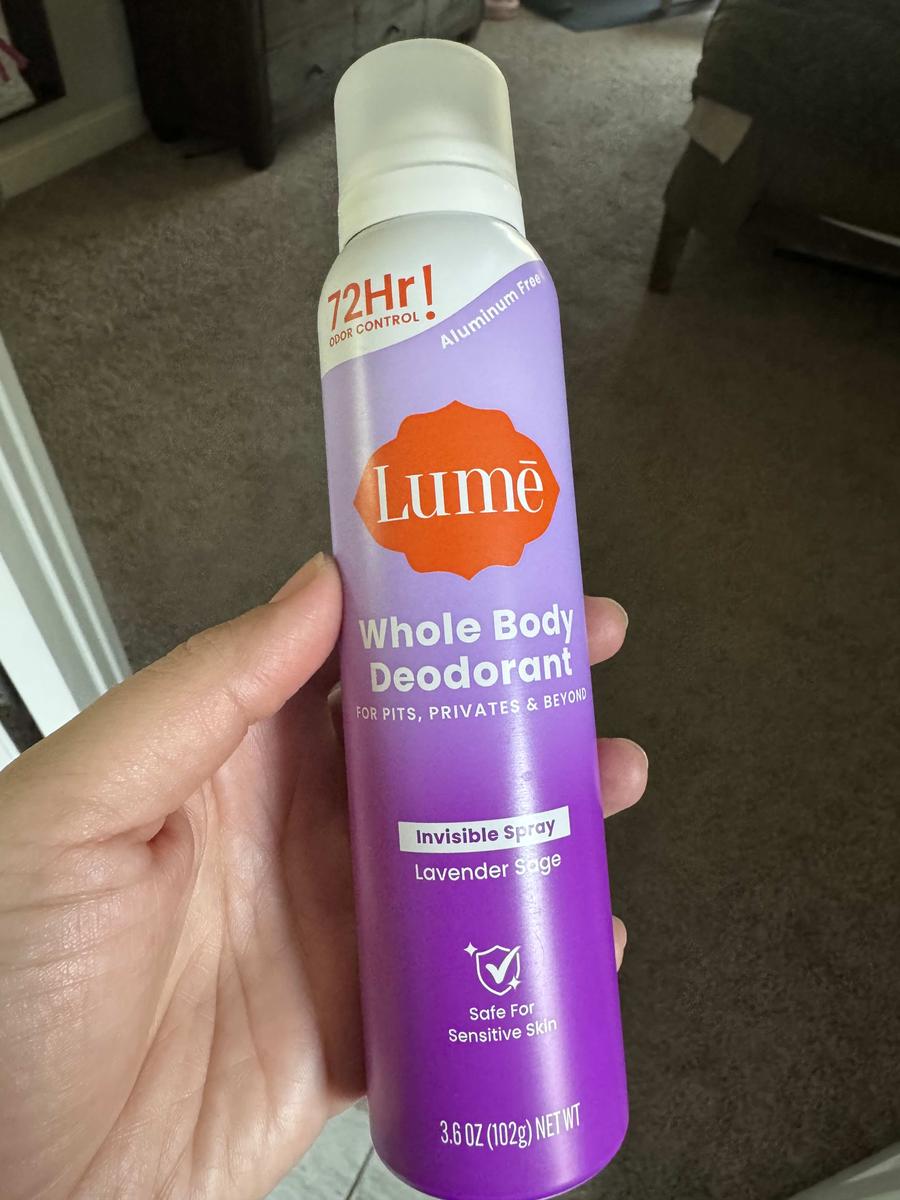 72Hr!
ODOR CONTROL
Aluminum Free
Lumē
Whole Body
Deodorant
FOR PITS, PRIVATES & BEYOND
Invisible Spray
Lavender Sage
Safe For
Sensitive Skin
3.6 OZ (102g) NET WT